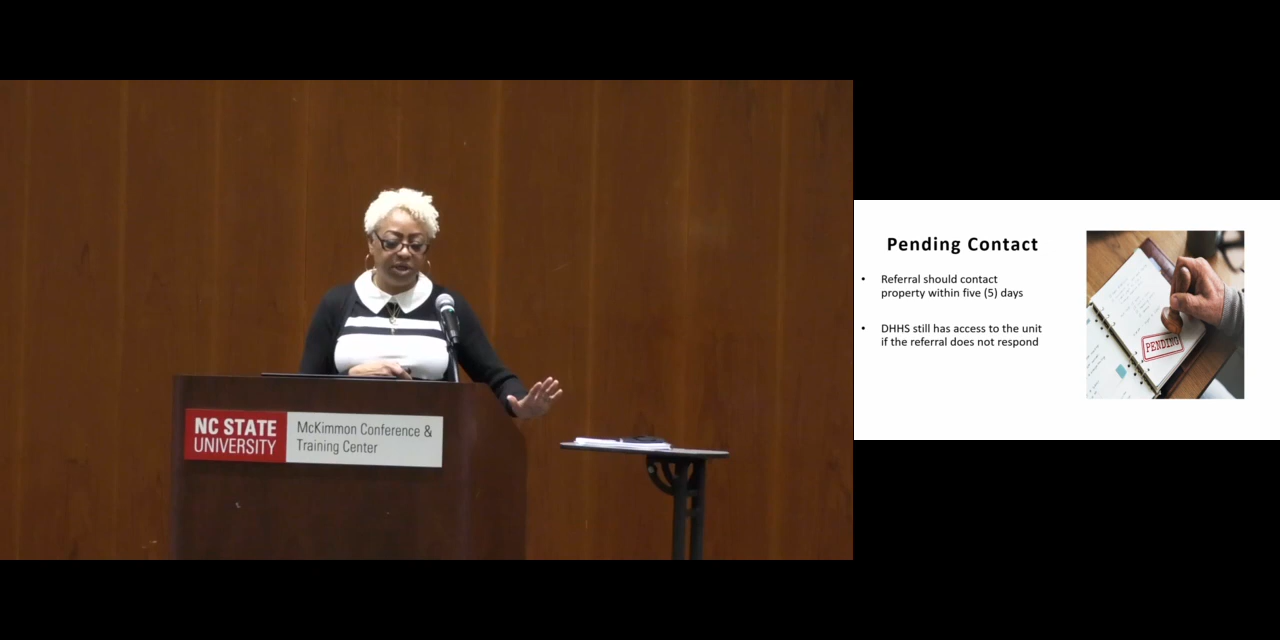 NC STATE
UNIVERSITY
McKimmon Conference &
Training Center
Pending Contact
• Referral should contact
property within five (5) days
• DHHS still has access to the unit
if the referral does not respond
PENDING